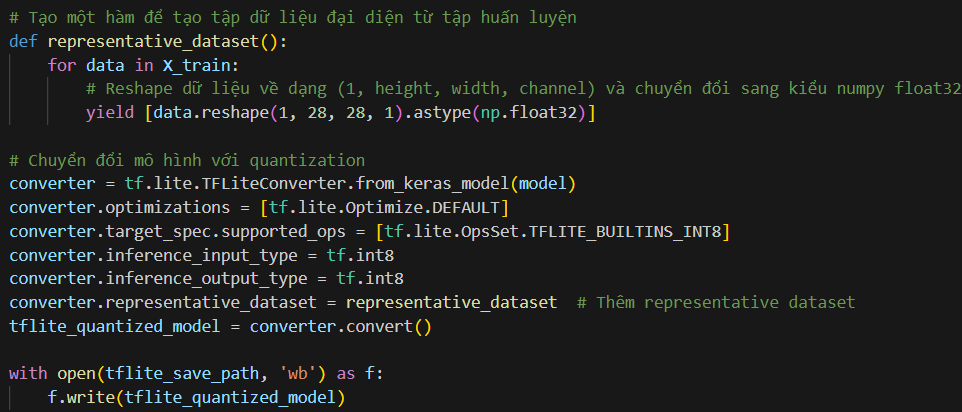 # Tạo một hàm để tạo tập dữ liệu đại diện từ tập huấn luyện
def representative_dataset():
    for data in X_train:
        # Reshape dữ liệu về dạng (1, height, width, channel) và chuyển đổi sang kiểu numpy float32
        yield [data.reshape(1, 28, 28, 1).astype(np.float32)]

# Chuyển đổi mô hình với quantization
converter = tf.lite.TFLiteConverter.from_keras_model(model)
converter.optimizations = [tf.lite.Optimize.DEFAULT]
converter.target_spec.supported_ops = [tf.lite.OpsSet.TFLITE_BUILTINS_INT8]
converter.inference_input_type = tf.int8
converter.inference_output_type = tf.int8
converter.representative_dataset = representative_dataset  # Thêm representative dataset
tflite_quantized_model = converter.convert()

with open(tflite_save_path, 'wb') as f:
    f.write(tflite_quantized_model)